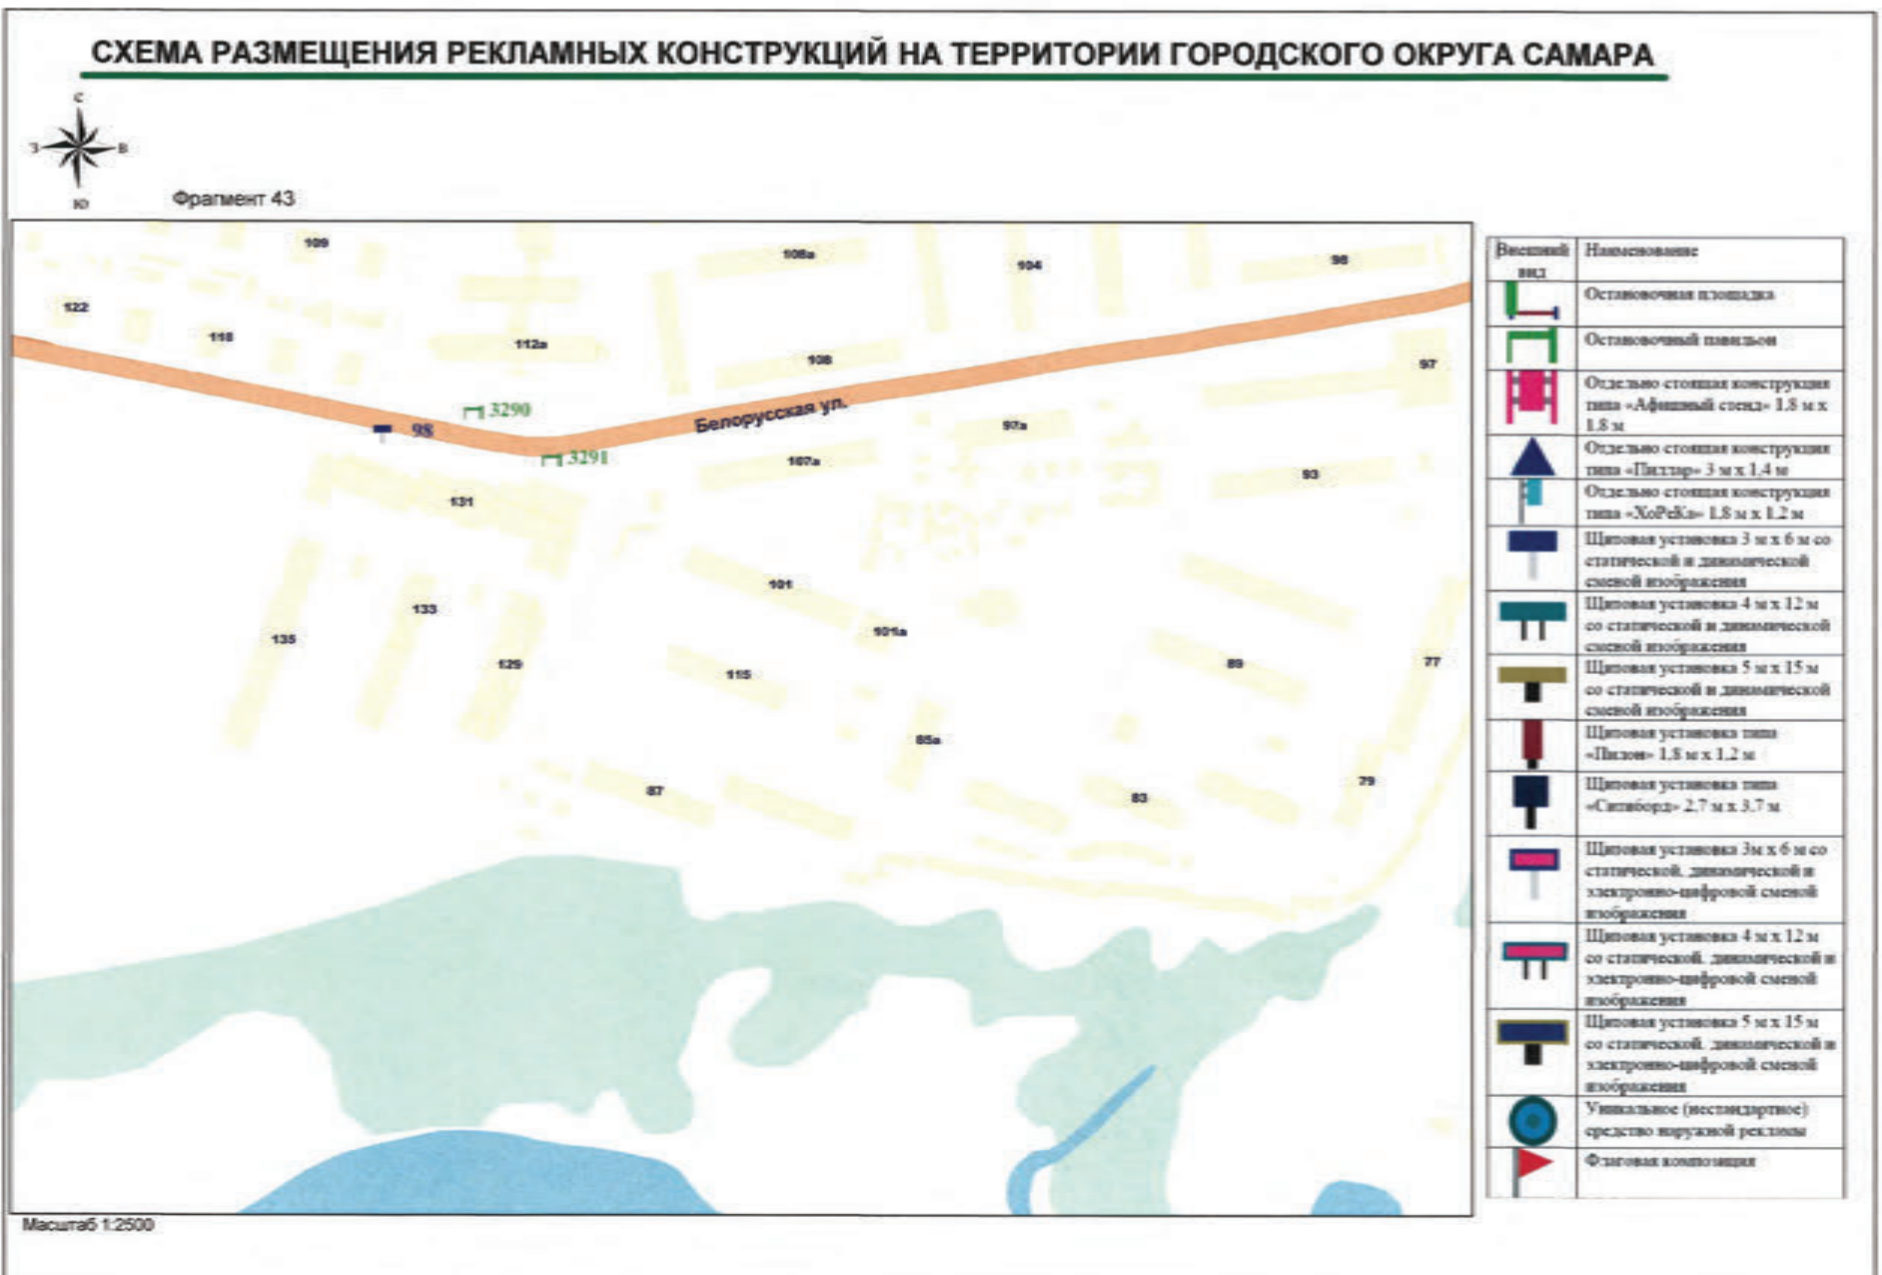 СХЕМА РАЗМЕЩЕНИЯ РЕКЛАМНЫХ КОНСТРУКЦИЙ НА ТЕРРИТОРИИ ГОРОДСКОГО ОКРУГА САМАРА
С
З
В
Ю
Фрагмент 43
109
108а
104
98
122
118
112а
108
97
3290
98
Белорусская ул.
97а
3291
107а
93
131
101
133
101а
135
129
115
89
77
85а
87
83
79
Масштаб 1:2500
Внешний вид
Наименование
Остановочная площадка
Остановочный павильон
Отдельно стоящая конструкция
типа «Афишный стенд» 1,8 м х
1,8 м
Отдельно стоящая конструкция
типа «Пиллар» 3 м х 1,4 м
Отдельно стоящая конструкция
типа «ХоРеКа» 1,8 м х 1,2 м
Щитовая установка 3 м х 6 м со
статической и динамической
сменой изображения
Щитовая установка 4 м х 12 м
со статической и динамической
сменой изображения
Щитовая установка 5 м х 15 м
со статической и динамической
сменой изображения
Щитовая установка типа
«Пилон» 1,8 м х 1,2 м
Щитовая установка типа
«Ситиборд» 2,7 м х 3,7 м
Щитовая установка 3м х 6 м со
статической, динамической и
электронно-цифровой сменой
изображения
Щитовая установка 4 м х 12 м
со статической, динамической и
электронно-цифровой сменой
изображения
Щитовая установка 5 м х 15 м
со статической, динамической и
электронно-цифровой сменой
изображения
Уникальное (нестандартное)
средство наружной рекламы
Флаговая композиция